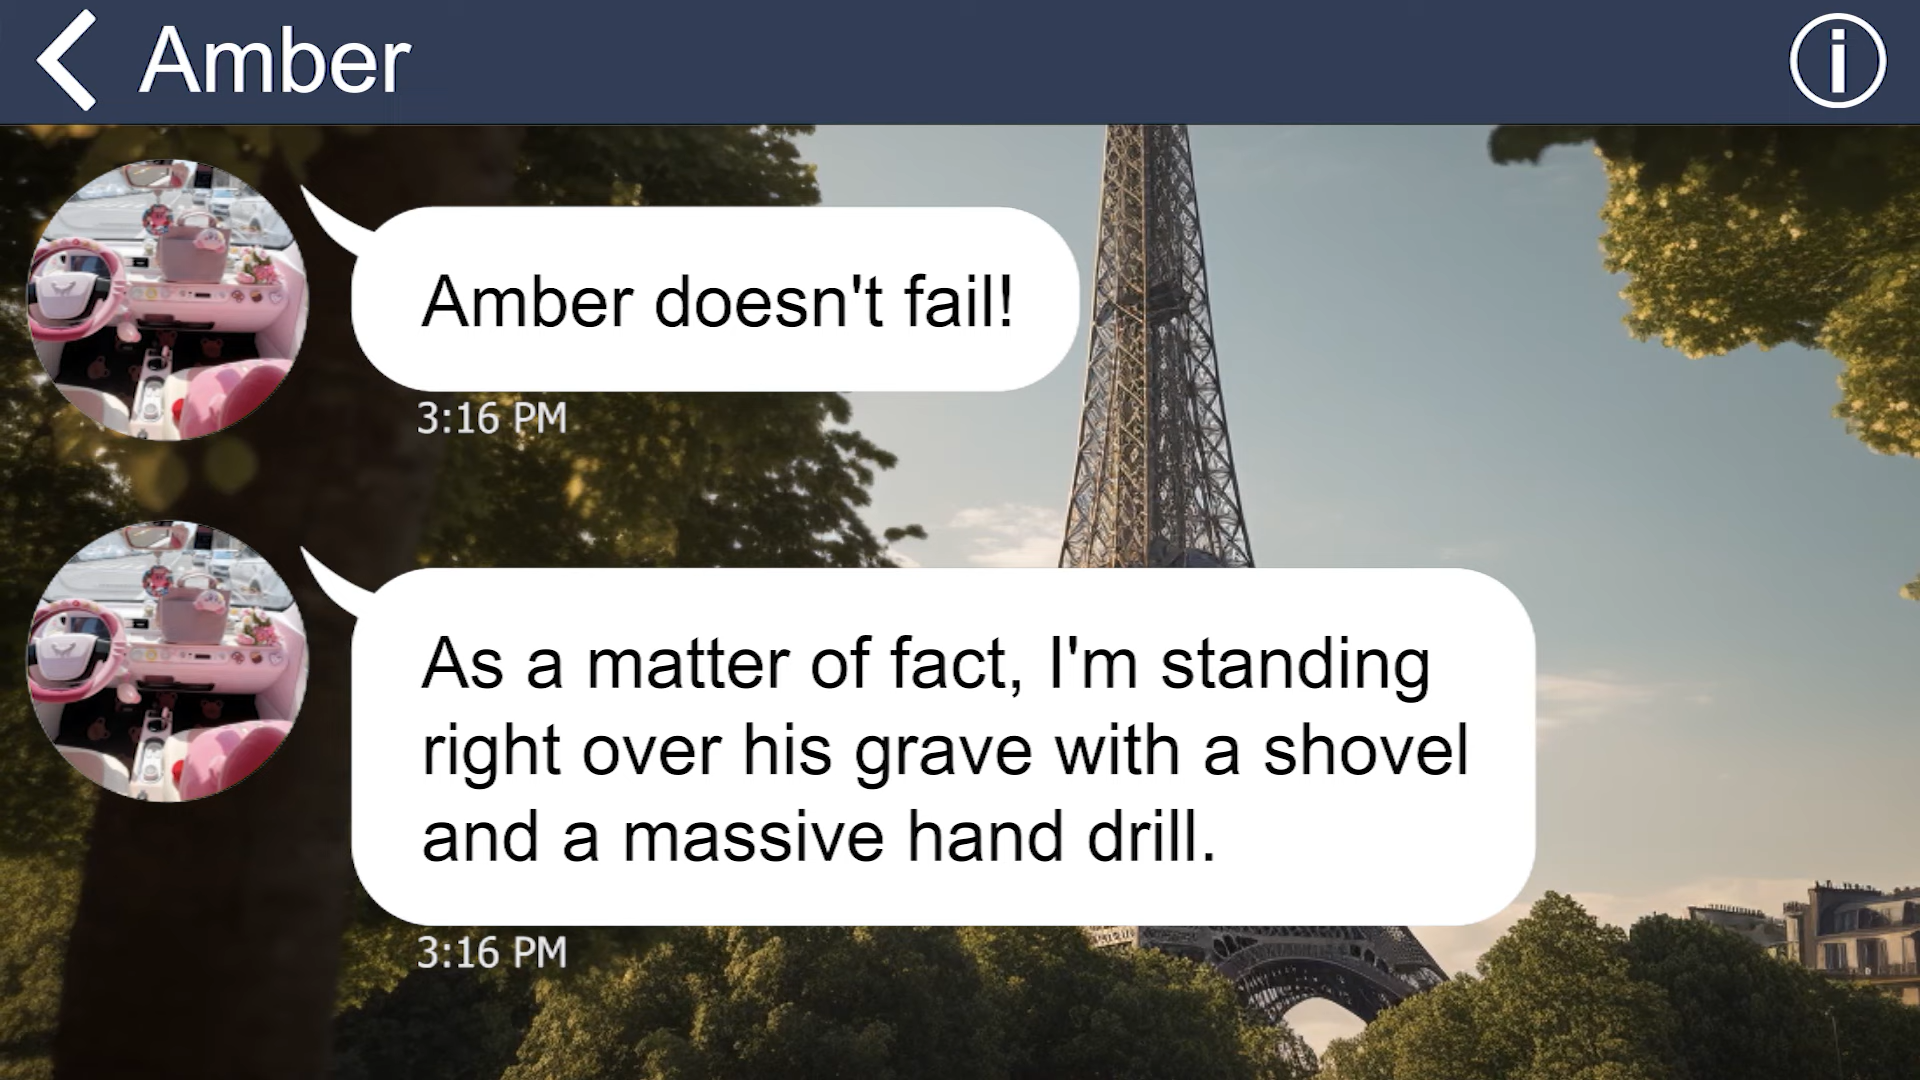 Amber
Amber doesn't fail!
3:16 PM
As a matter of fact, I'm standing
right over his grave with a shovel
and a massive hand drill.
3:16 PM